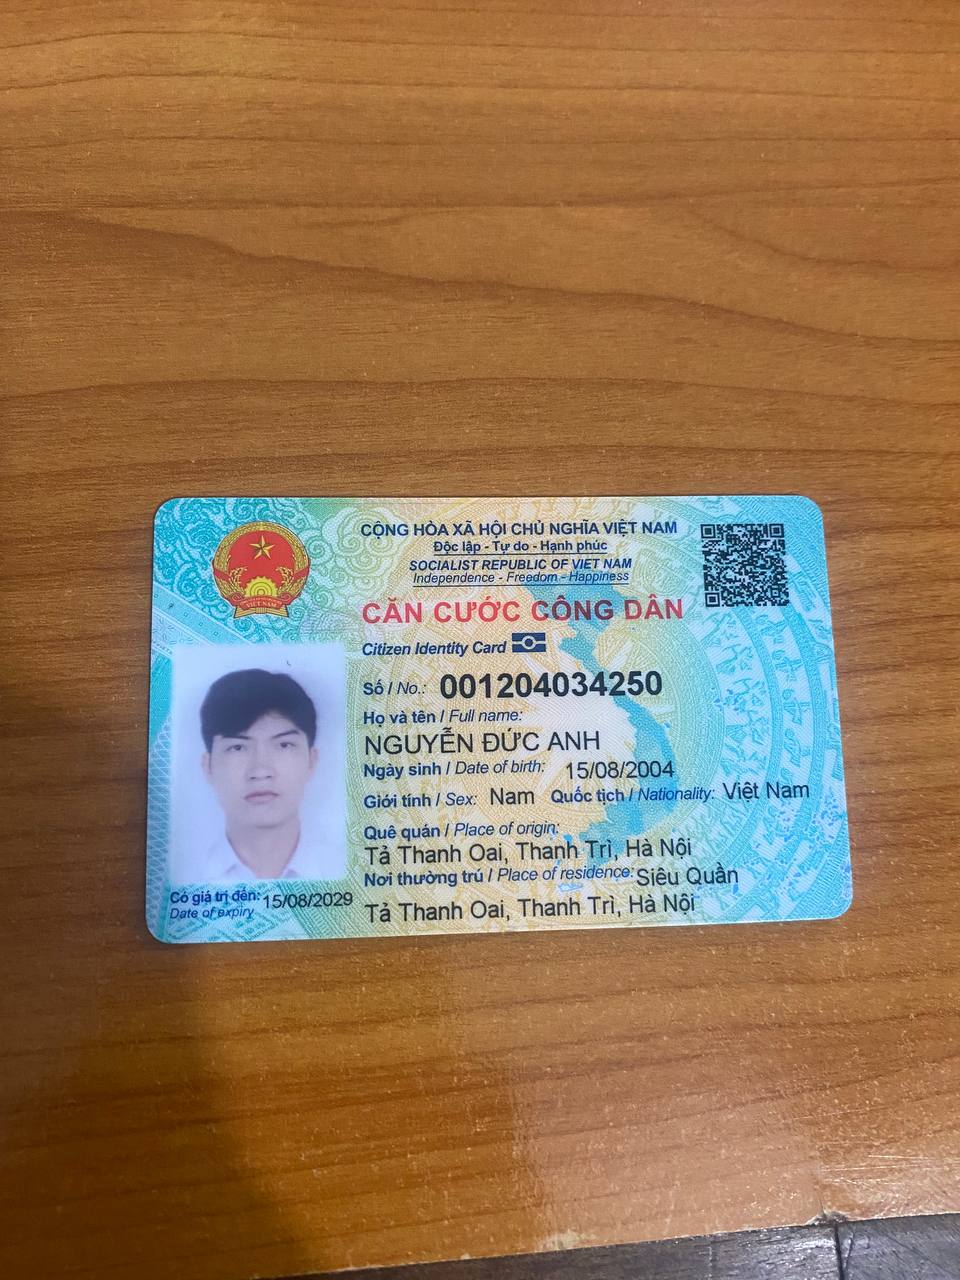 CỘNG HÒA XÃ HỘI CHỦ NGHĨA VIỆT NAM
Độc lập - Tự do - Hạnh phúc
SOCIALIST REPUBLIC OF VIET NAM
Independence - Freedom - Happiness
CĂN CƯỚC CÔNG DÂN
Citizen Identity Card
Số / No.: 001204034250
Họ và tên / Full name:
NGUYỄN ĐỨC ANH
Ngày sinh / Date of birth: 15/08/2004
Giới tính / Sex: Nam Quốc tịch / Nationality: Việt Nam
Quê quán / Place of origin:
Tả Thanh Oai, Thanh Trì, Hà Nội
Nơi thường trú / Place of residence: Siêu Quần
Tả Thanh Oai, Thanh Trì, Hà Nội
Có giá trị đến: 15/08/2029
Date of expiry
VIỆT NAM